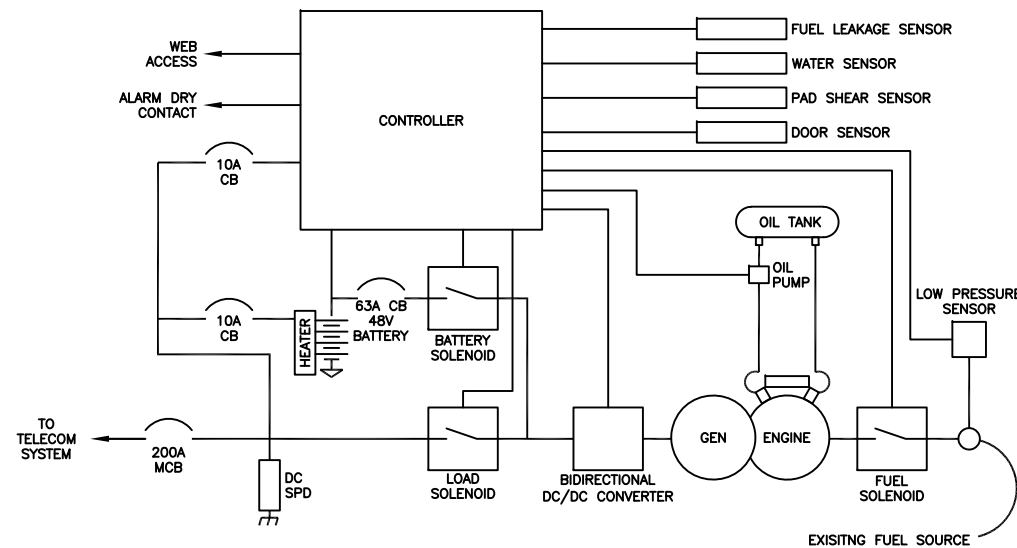 FUEL LEAKAGE SENSOR
WEB
ACCESS
WATER SENSOR
ALARM DRY
CONTACT
PAD SHEAR SENSOR
CONTROLLER
DOOR SENSOR
10A
CB
OIL TANK
OIL
PUMP
LOW PRESSURE
SENSOR
10A
CB
HEATER
63A CB
48V
BATTERY
BATTERY
SOLENOID
TO
TELECOM
SYSTEM
200A
MCB
DC
SPD
LOAD
SOLENOID
BIDIRECTIONAL
DC/DC CONVERTER
GEN
ENGINE
FUEL
SOLENOID
EXISITNG FUEL SOURCE